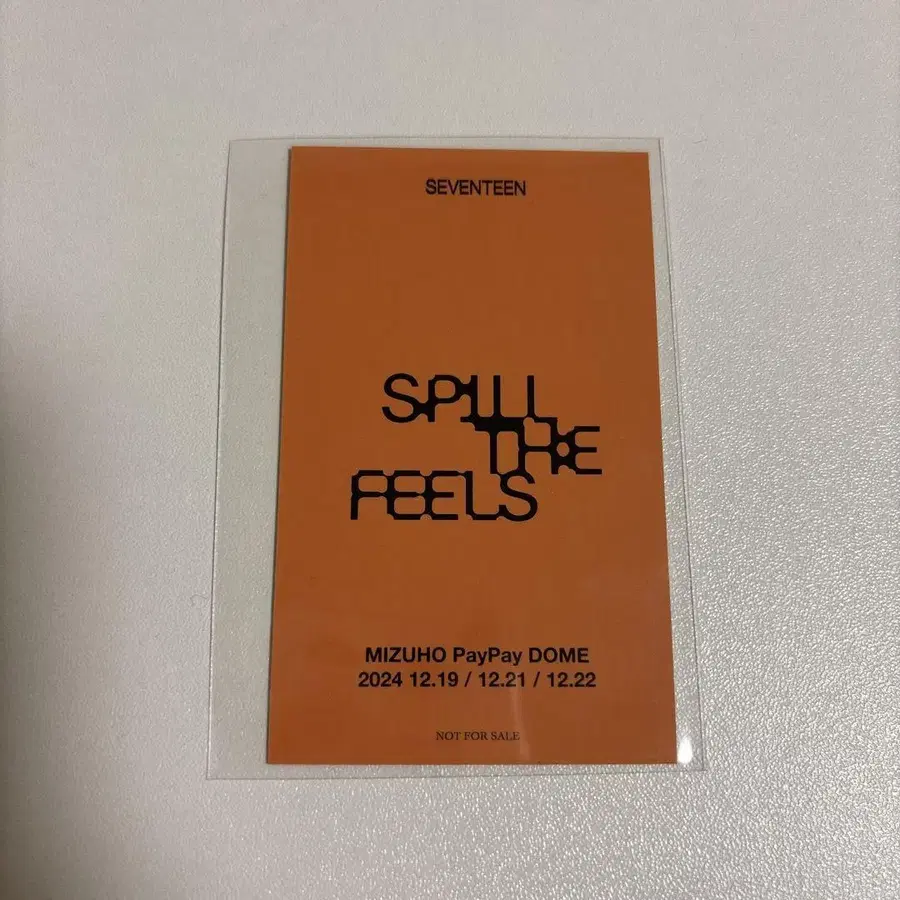 SEVENTEEN
SPILL
THE
FEELS
MIZUHO PayPay DOME
2024 12.19 / 12.21 / 12.22
NOT FOR SALE